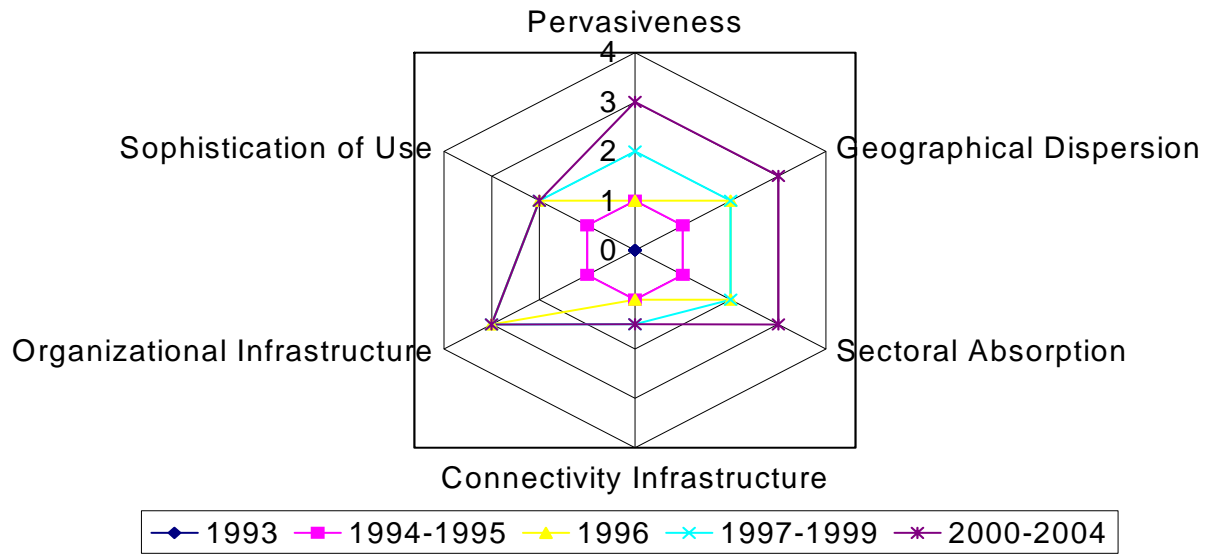 Pervasiveness
4
3
Sophistication of Use
Geographical Dispersion
2
1
0
Organizational Infrastructure
Sectoral Absorption
Connectivity Infrastructure
1993 1994-1995 1996 1997-1999 2000-2004